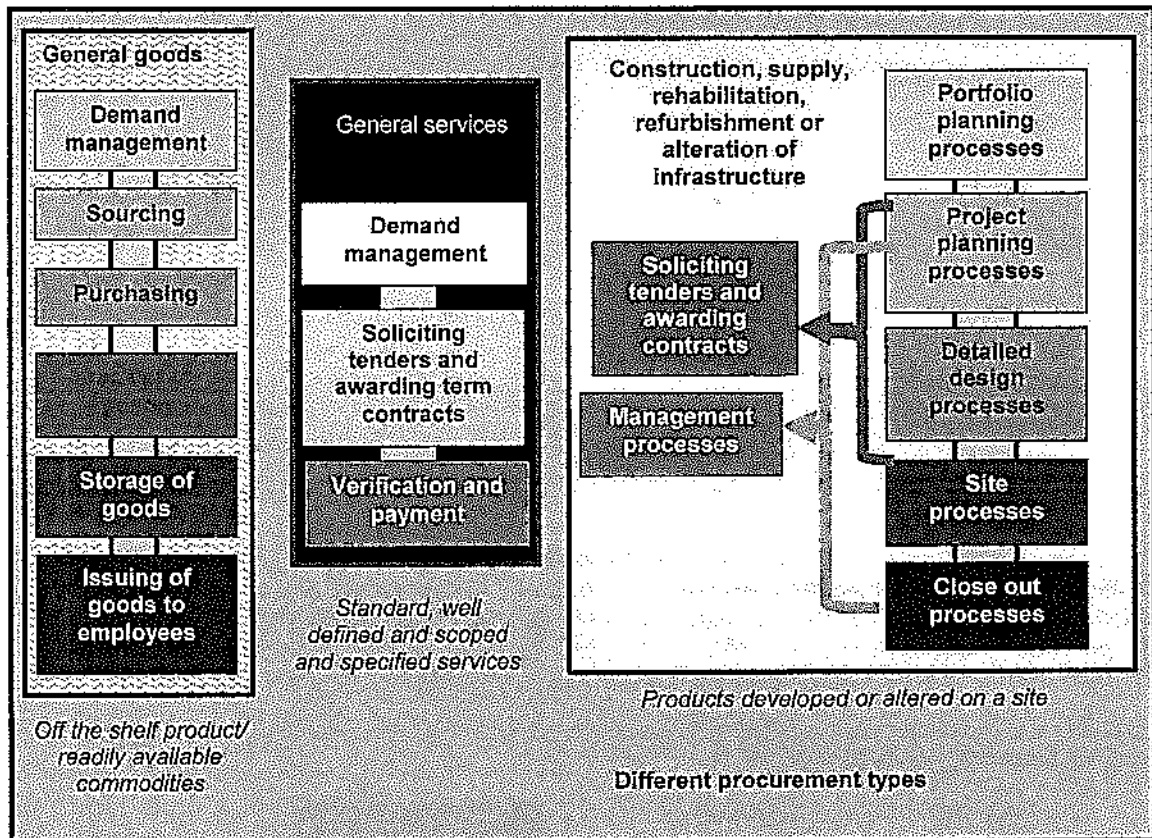 General goods
Demand
management
Sourcing
Purchasing
Storage of
goods
Issuing of
goods to
employees
Off the shelf product/
readily available
commodities
General services
Demand
management
Soliciting
tenders and
awarding term
contracts
Verification and
payment
Standard, well
defined and scoped
and specified services
Construction, supply,
rehabilitation,
refurbishment or
alteration of
infrastructure
Soliciting
tenders and
awarding
contracts
Management
processes
Portfolio
planning
processes
Project
planning
processes
Detailed
design
processes
Site
processes
Close out
processes
Products developed or altered on a site
Different procurement types